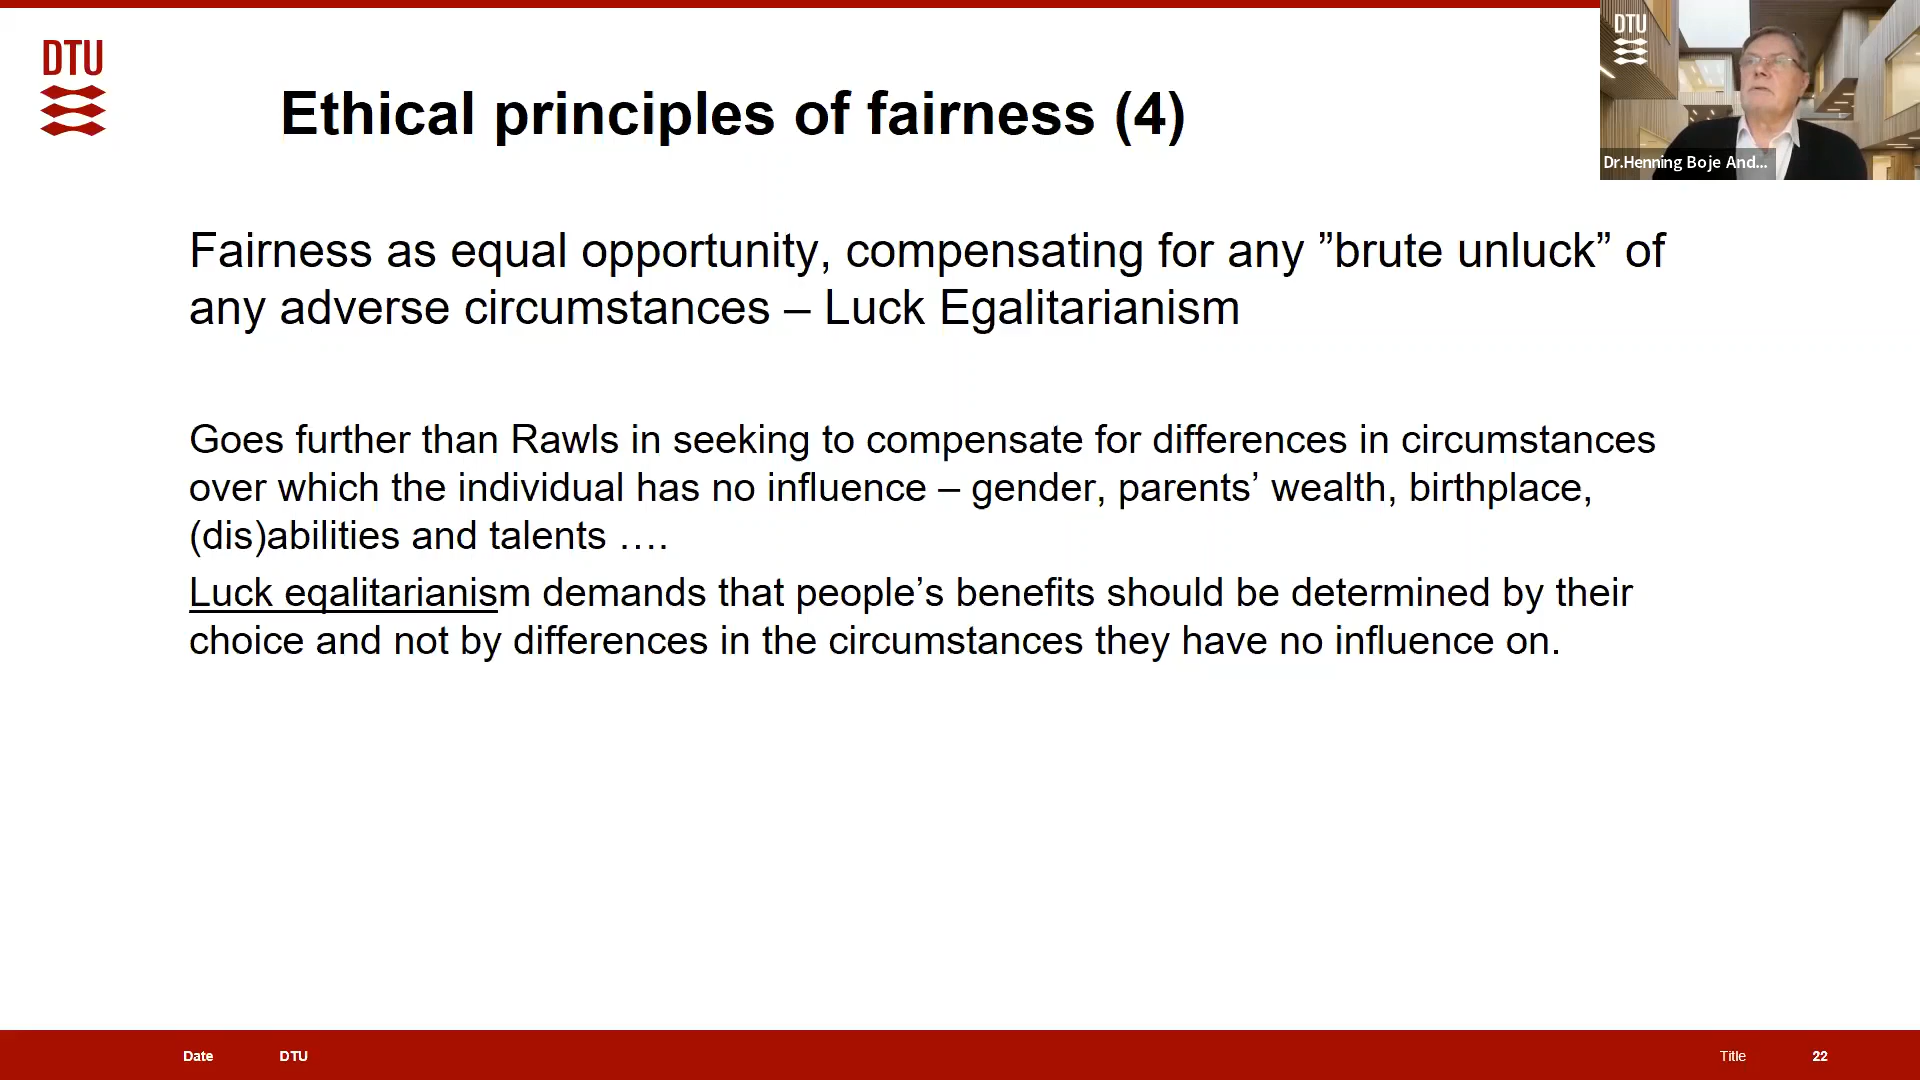 DTU
Ethical principles of fairness (4)
DTU
Dr.Henning Boje And...
Fairness as equal opportunity, compensating for any ”brute unluck” of
any adverse circumstances – Luck Egalitarianism
Goes further than Rawls in seeking to compensate for differences in circumstances
over which the individual has no influence – gender, parents’ wealth, birthplace,
(dis)abilities and talents ….
Luck eqalitarianism demands that people’s benefits should be determined by their
choice and not by differences in the circumstances they have no influence on.
Date DTU Title 22